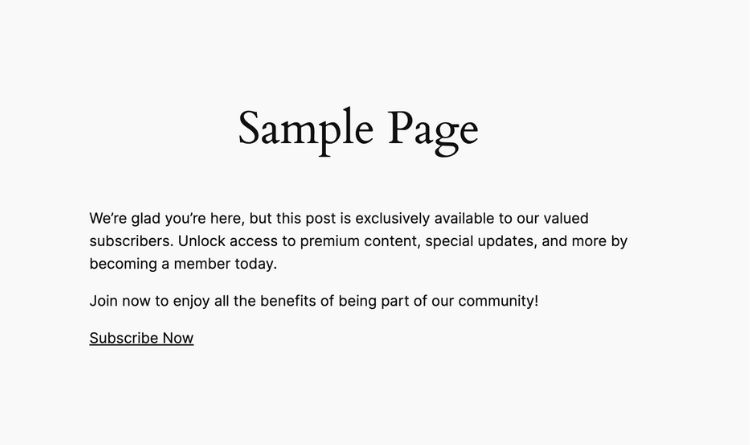 Sample Page
We’re glad you’re here, but this post is exclusively available to our valued
subscribers. Unlock access to premium content, special updates, and more by
becoming a member today.
Join now to enjoy all the benefits of being part of our community!
Subscribe Now